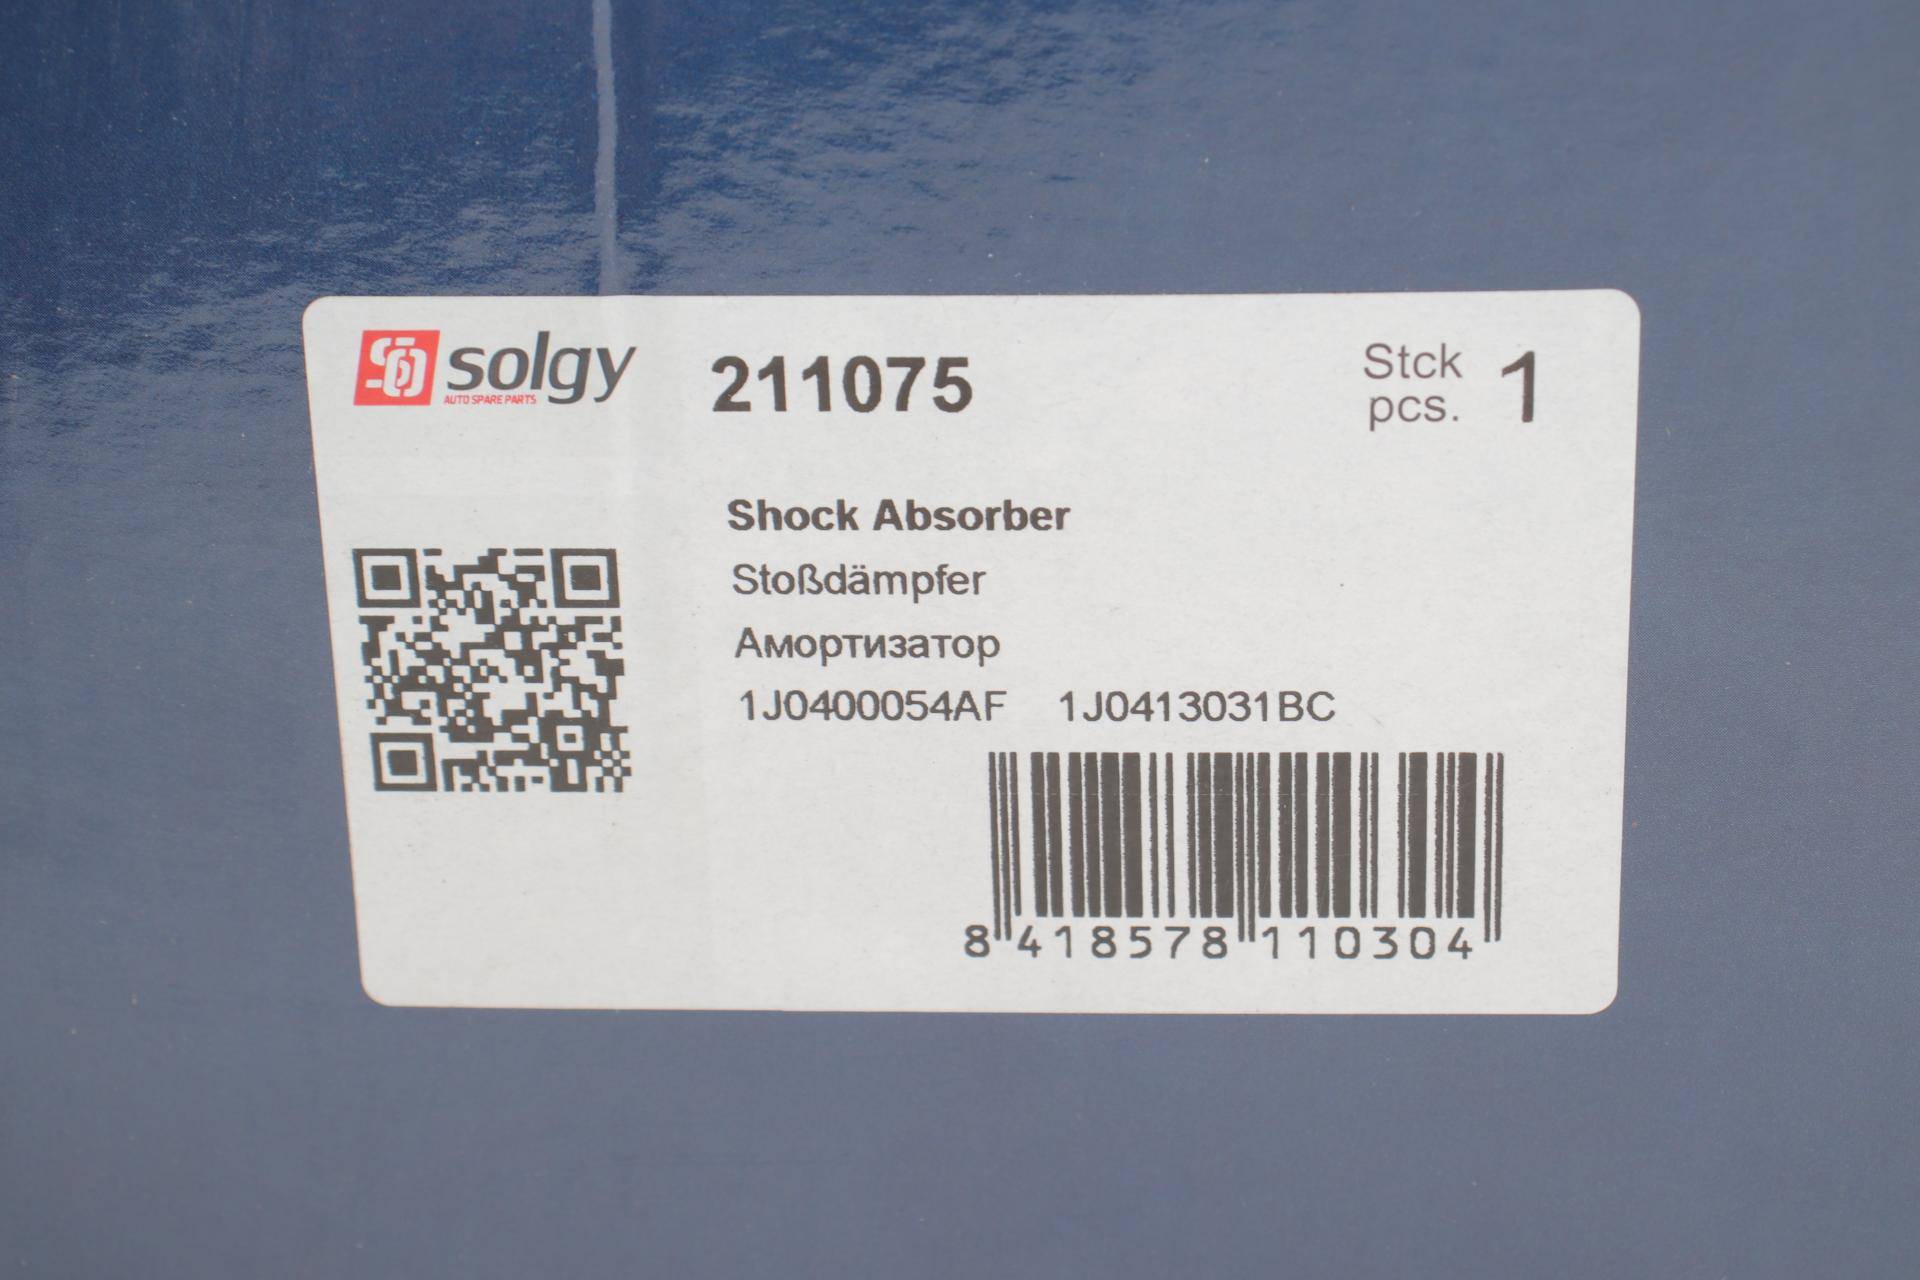 solgy
AUTO SPARE PARTS
211075
Stck
pcs. 1
Shock Absorber
Stoßdämpfer
Амортизатор
1J0400054AF 1J0413031BC
8 418578 110304